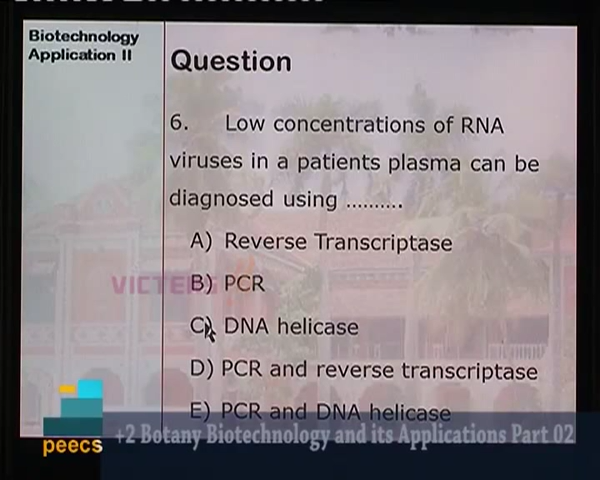 Biotechnology
Application II
Question
6. Low concentrations of RNA
viruses in a patients plasma can be
diagnosed using ..........
A) Reverse Transcriptase
VICTERS
B) PCR
C) DNA helicase
D) PCR and reverse transcriptase
E) PCR and DNA helicase
+2 Botany Biotechnology and its Applications Part 02
peecs